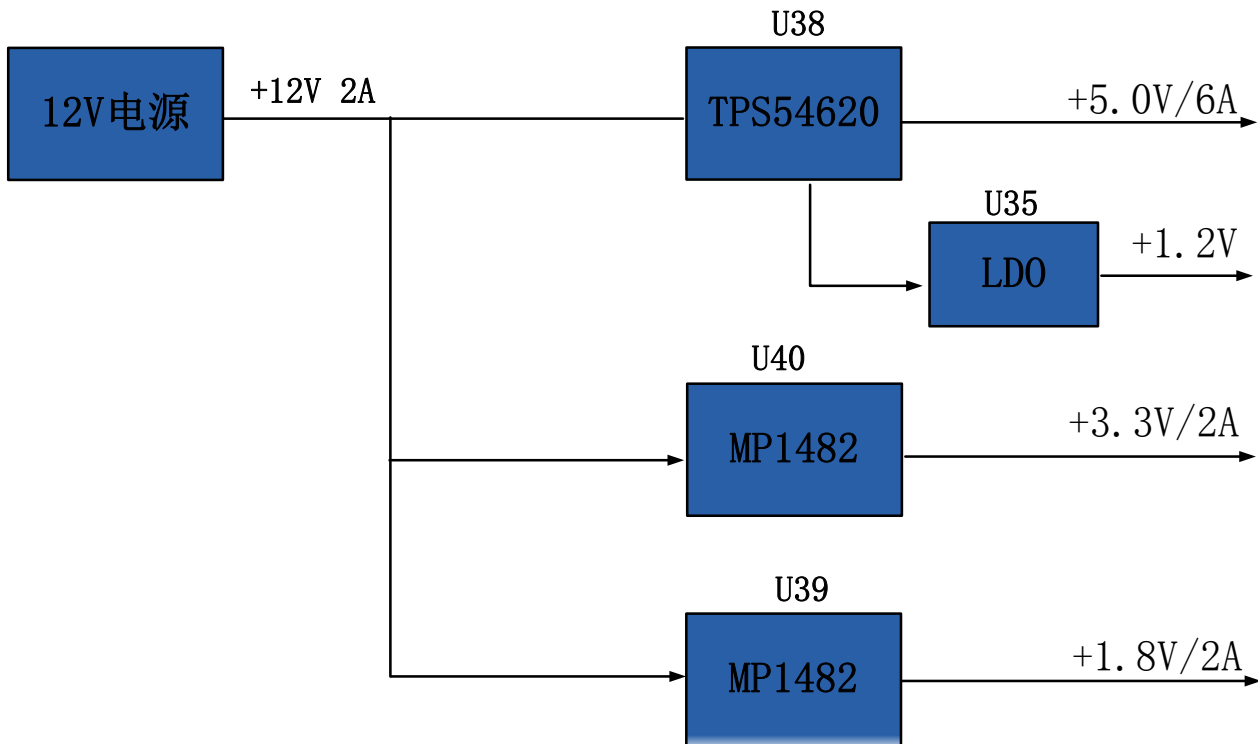 U38
12V电源
+12V 2A
TPS54620
+5.0V/6A
U35
LDO
+1.2V
U40
MP1482
+3.3V/2A
U39
MP1482
+1.8V/2A